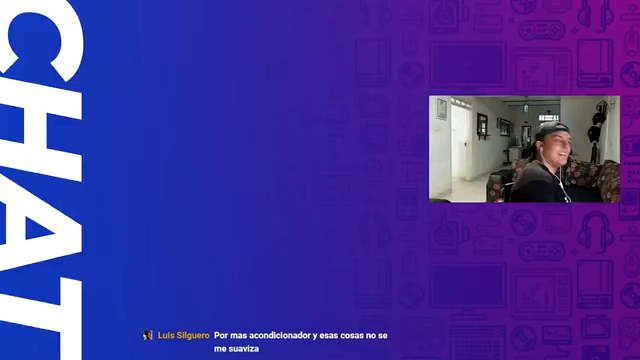 CHAT
Luis Silguero Por mas acondicionador y esas cosas no se
me suaviza